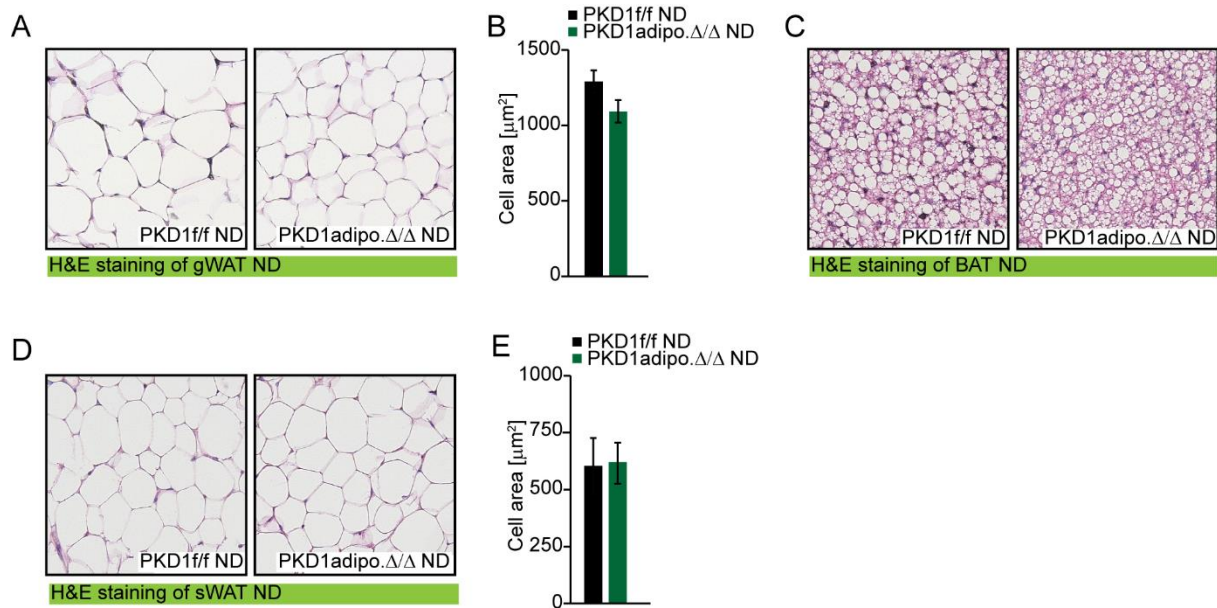 A
PKD1f/f ND
PKD1adipo.Δ/Δ ND
H&E staining of gWAT ND
B
PKD1f/f ND
PKD1adipo.Δ/Δ ND
1500
1000
500
0
Cell area [µm²]
C
PKD1f/f ND
PKD1adipo.Δ/Δ ND
H&E staining of BAT ND
D
PKD1f/f ND
PKD1adipo.Δ/Δ ND
H&E staining of sWAT ND
E
PKD1f/f ND
PKD1adipo.Δ/Δ ND
1000
750
500
250
0
Cell area [µm²]